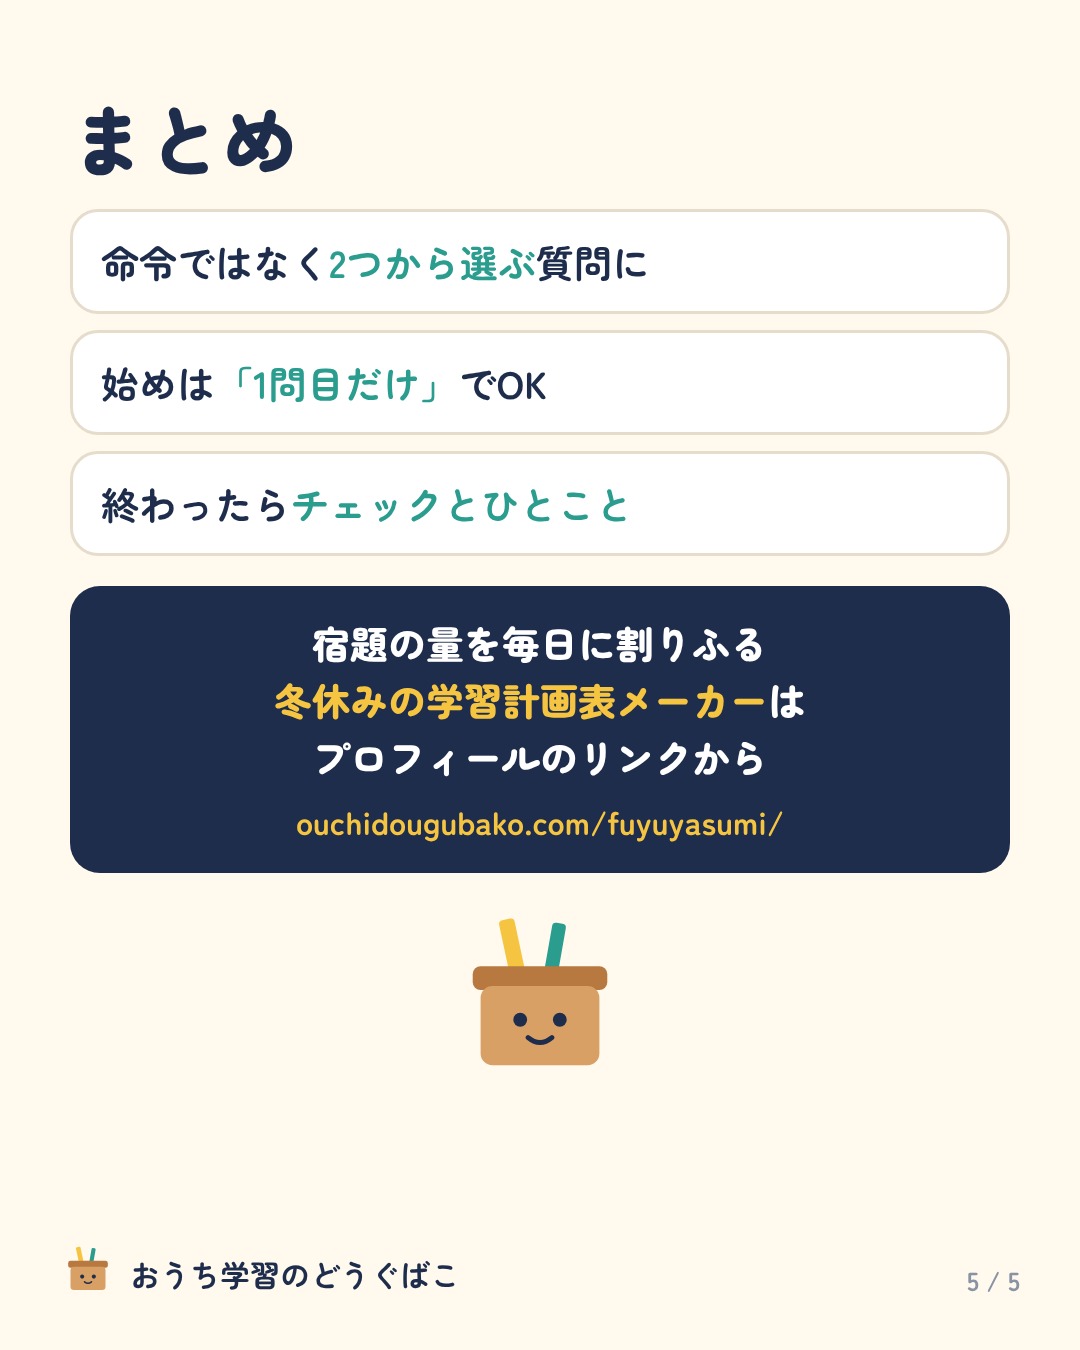 まとめ
命令ではなく2つから選ぶ質問に
始めは「1問目だけ」でOK
終わったらチェックとひとこと
宿題の量を毎日に割りふる
冬休みの学習計画表メーカーは
プロフィールのリンクから
ouchidougubako.com/fuyuyasumi/
おうち学習のどうぐばこ
5 / 5